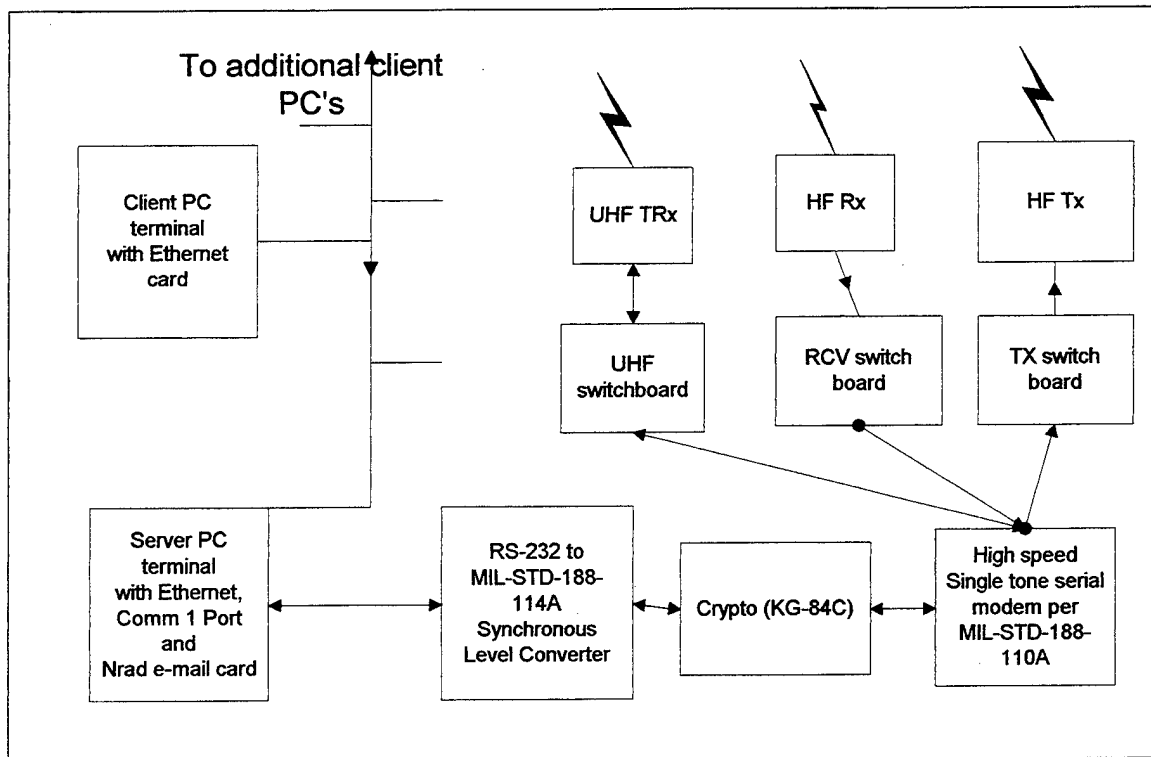 To additional client
PC's
Client PC
terminal
with Ethernet
card
UHF TRx
HF Rx
HF Tx
UHF
switchboard
RCV switch
board
TX switch
board
Server PC
terminal
with Ethernet,
Comm 1 Port
and
Nrad e-mail card
RS-232 to
MIL-STD-188-
114A
Synchronous
Level Converter
Crypto (KG-84C)
High speed
Single tone serial
modem per
MIL-STD-188-
110A